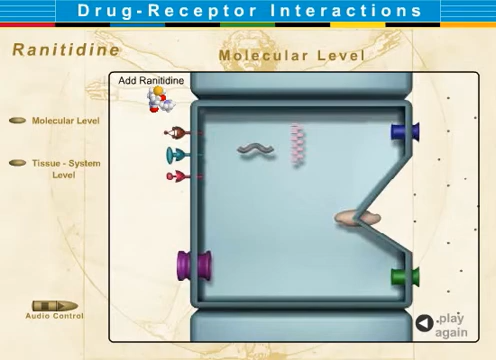 Drug-Receptor Interactions
Ranitidine
Molecular Level
Add Ranitidine
Molecular Level
Tissue - System
Level
Audio Control
play
again